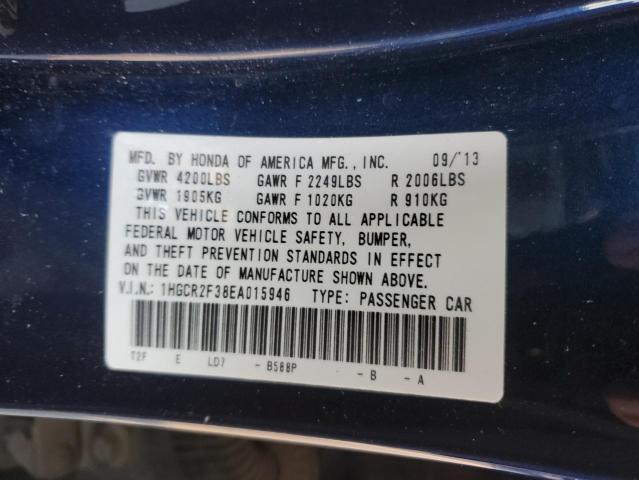 MFD. BY HONDA OF AMERICA MFG., INC. 09/'13
GVWR 4200LBS GAWR F 2249LBS R 2006LBS
GVWR 1905KG GAWR F 1020KG R 910KG
THIS VEHICLE CONFORMS TO ALL APPLICABLE
FEDERAL MOTOR VEHICLE SAFETY, BUMPER,
AND THEFT PREVENTION STANDARDS IN EFFECT
ON THE DATE OF MANUFACTURE SHOWN ABOVE.
V.I.N.: 1HGCR2F38EA015946 TYPE: PASSENGER CAR
T2F E LD7 - B588P - B - A